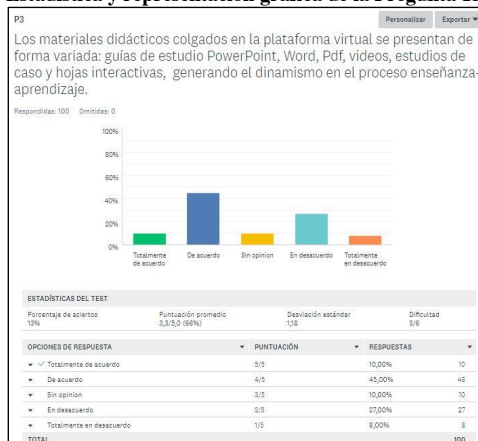 P3
Personalizar Exportar
Los materiales didácticos colgados en la plataforma virtual se presentan de
forma variada: guías de estudio PowerPoint, Word, Pdf, videos, estudios de
caso y hojas interactivas, generando el dinamismo en el proceso enseñanza-
aprendizaje.
Respondidas: 100 Omitidas: 0
100%
80%
60%
40%
20%
0%
Totalmente de acuerdo
De acuerdo
Sin opinion
En desacuerdo
Totalmente en desacuerdo
ESTADÍSTICAS DEL TEST
Porcentaje de aciertos Puntuación promedio Desviación estándar Dificultad
13% 3,3/5,0 (66%) 1,18 3/6
OPCIONES DE RESPUESTA PUNTUACIÓN RESPUESTAS
Totalmente de acuerdo 5/5 10,00% 10
De acuerdo 4/5 45,00% 45
Sin opinion 3/5 10,00% 10
En desacuerdo 2/5 27,00% 27
Totalmente en desacuerdo 1/5 8,00% 8
TOTAL 100